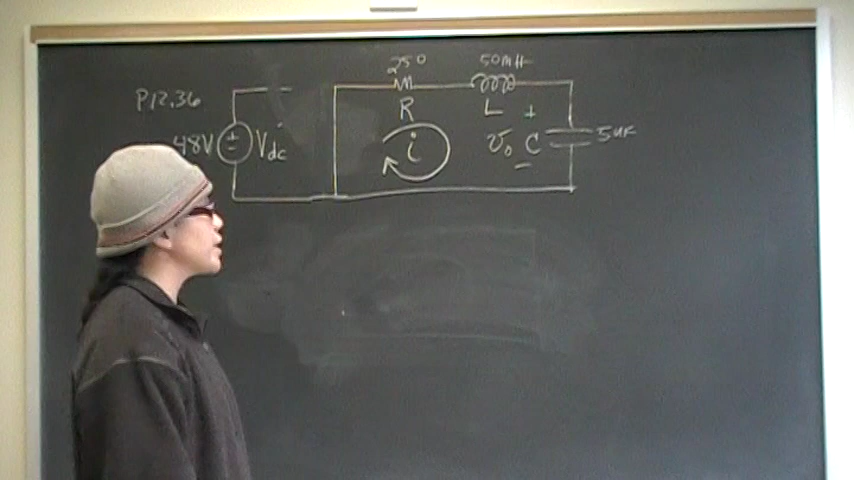 P12.36
250
50mH
R
L
+
48V
+
-
Vdc
i
v₀
C
5uF
-